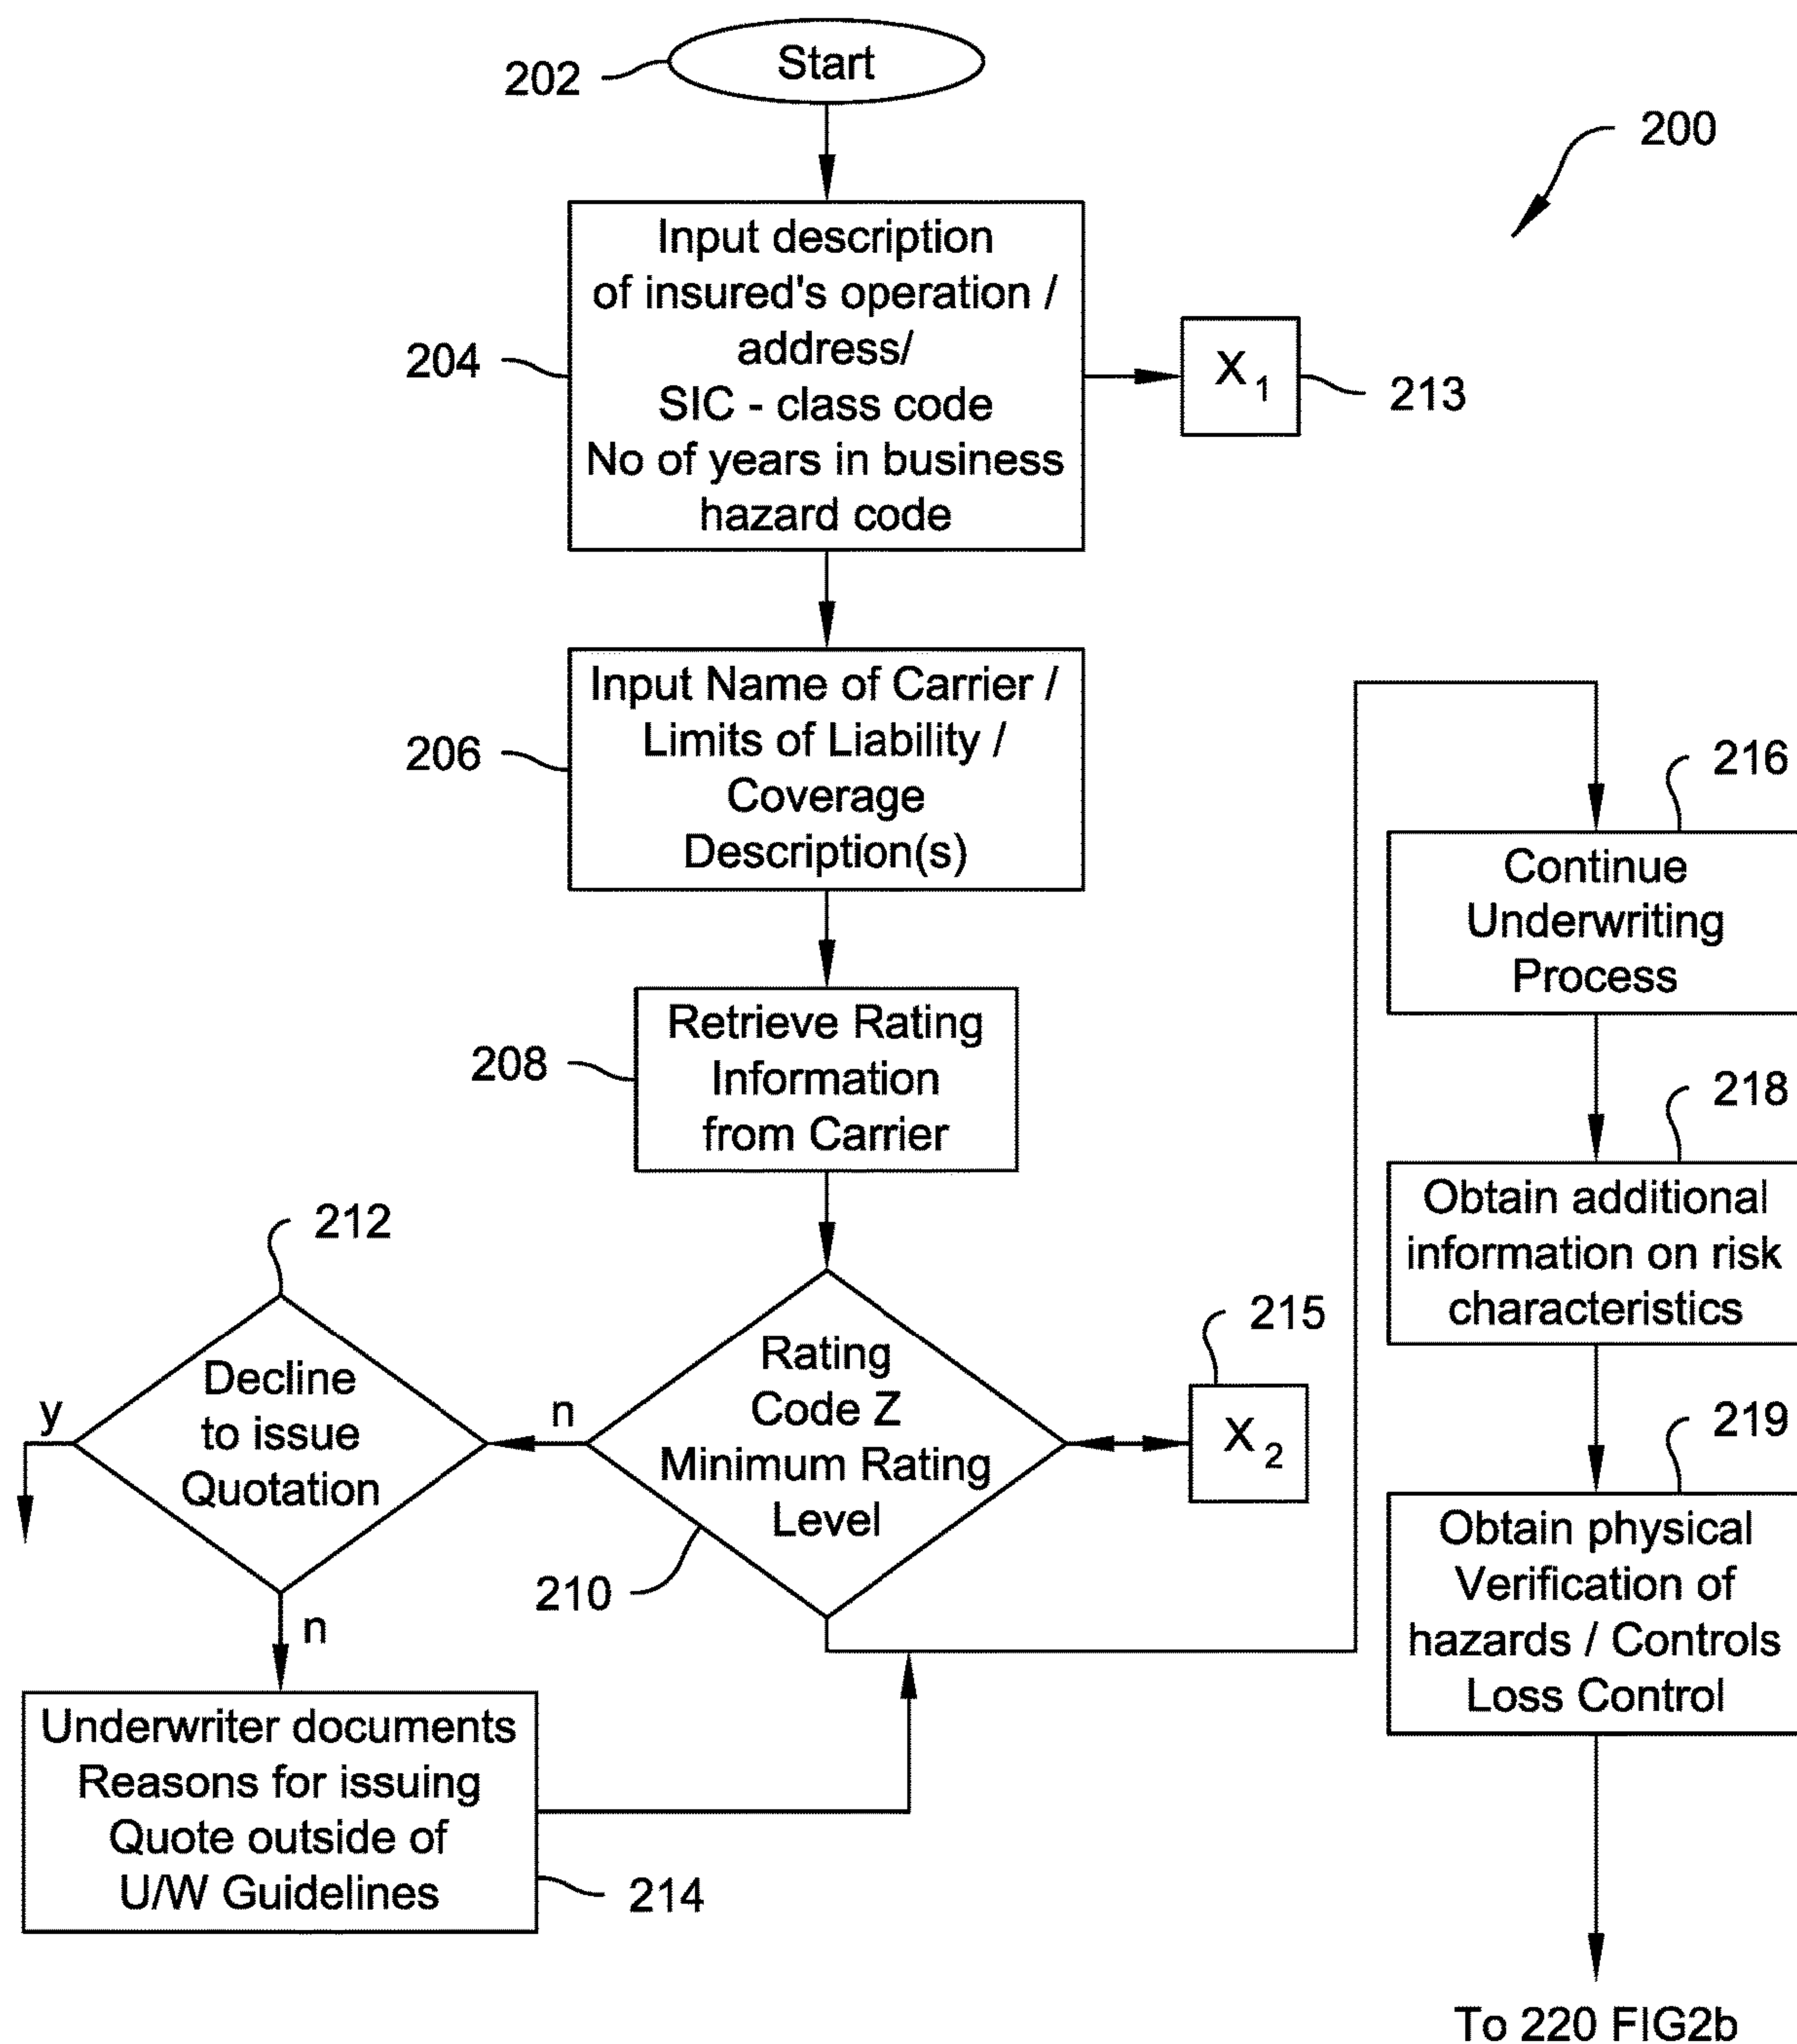 Start
202
200
Input description
of insured's operation /
address/
SIC - class code
No of years in business
hazard code
204
X1
213
Input Name of Carrier /
Limits of Liability /
Coverage
Description(s)
206
Retrieve Rating
Information
from Carrier
208
Rating
Code Z
Minimum Rating
Level
210
X2
215
n
212
Decline
to issue
Quotation
y
n
Underwriter documents
Reasons for issuing
Quote outside of
U/W Guidelines
214
216
Continue
Underwriting
Process
218
Obtain additional
information on risk
characteristics
219
Obtain physical
Verification of
hazards / Controls
Loss Control
To 220 FIG2b